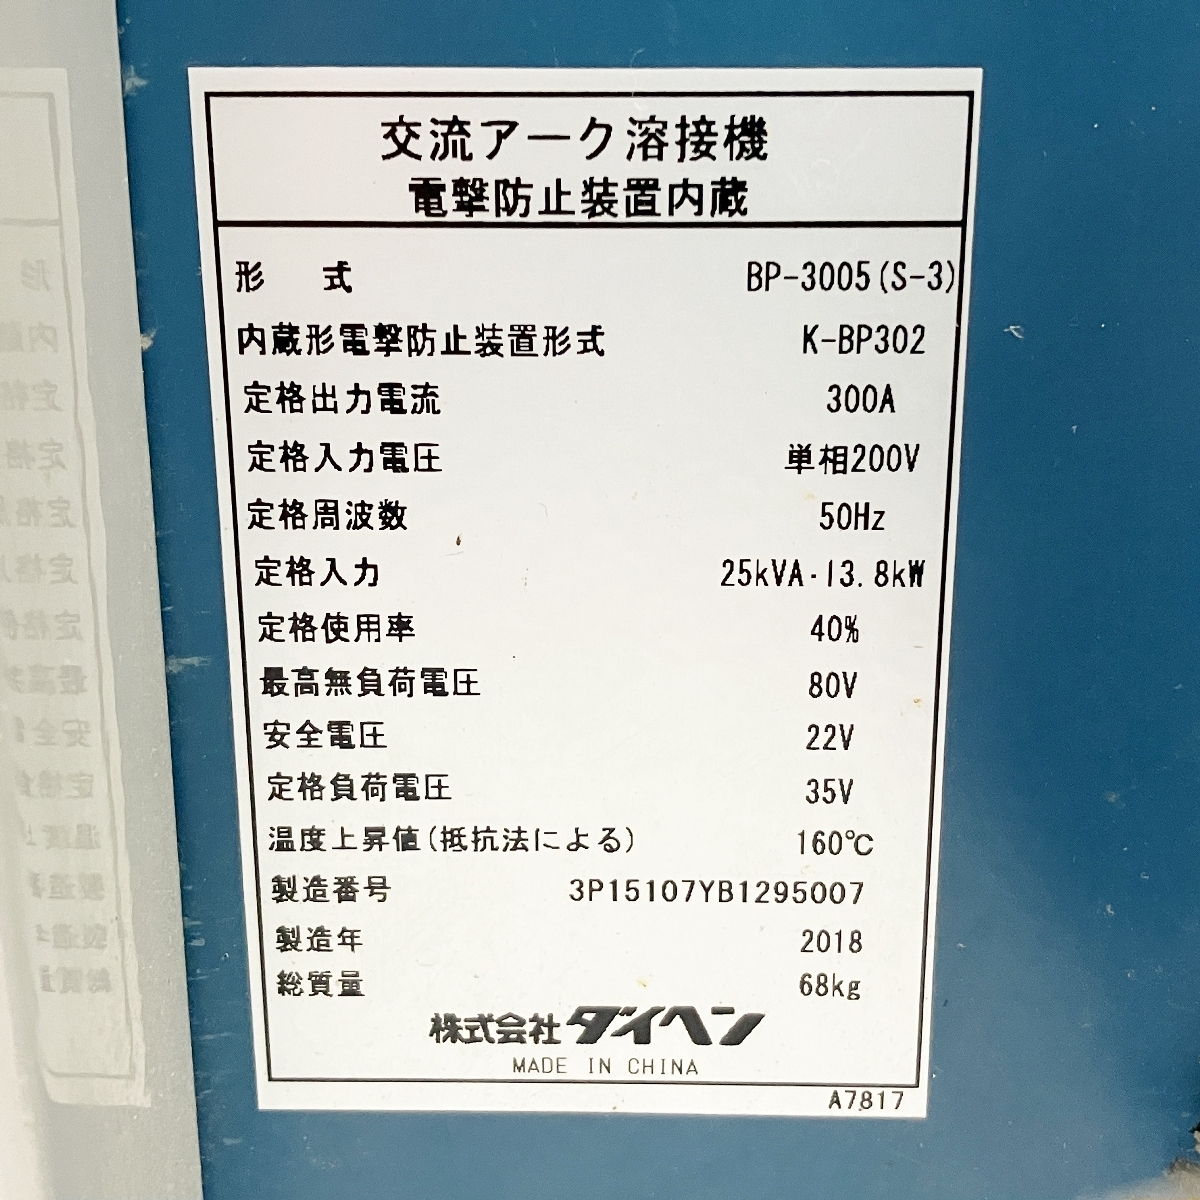 交流アーク溶接機
電撃防止装置内蔵
形 式 BP-3005(S-3)
内蔵形電撃防止装置形式 K-BP302
定格出力電流 300A
定格入力電圧 単相200V
定格周波数 50Hz
定格入力 25kVA・13.8kW
定格使用率 40%
最高無負荷電圧 80V
安全電圧 22V
定格負荷電圧 35V
温度上昇値(抵抗法による) 160℃
製造番号 3P15107YB1295007
製造年 2018
総質量 68kg
株式会社ダイヘン
MADE IN CHINA
A7817